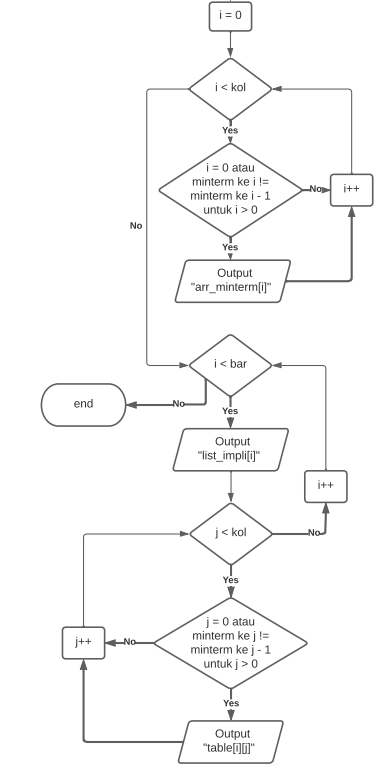 i = 0
i < kol
Yes
i = 0 atau
minterm ke i !=
minterm ke i - 1
untuk i > 0
No
i++
No
Yes
Output
"arr_minterm[i]"
i < bar
end
No
Yes
Output
"list_impli[i]"
i++
j < kol
No
Yes
j = 0 atau
minterm ke j !=
minterm ke j - 1
untuk j > 0
j++
No
Yes
Output
"table[i][j]"